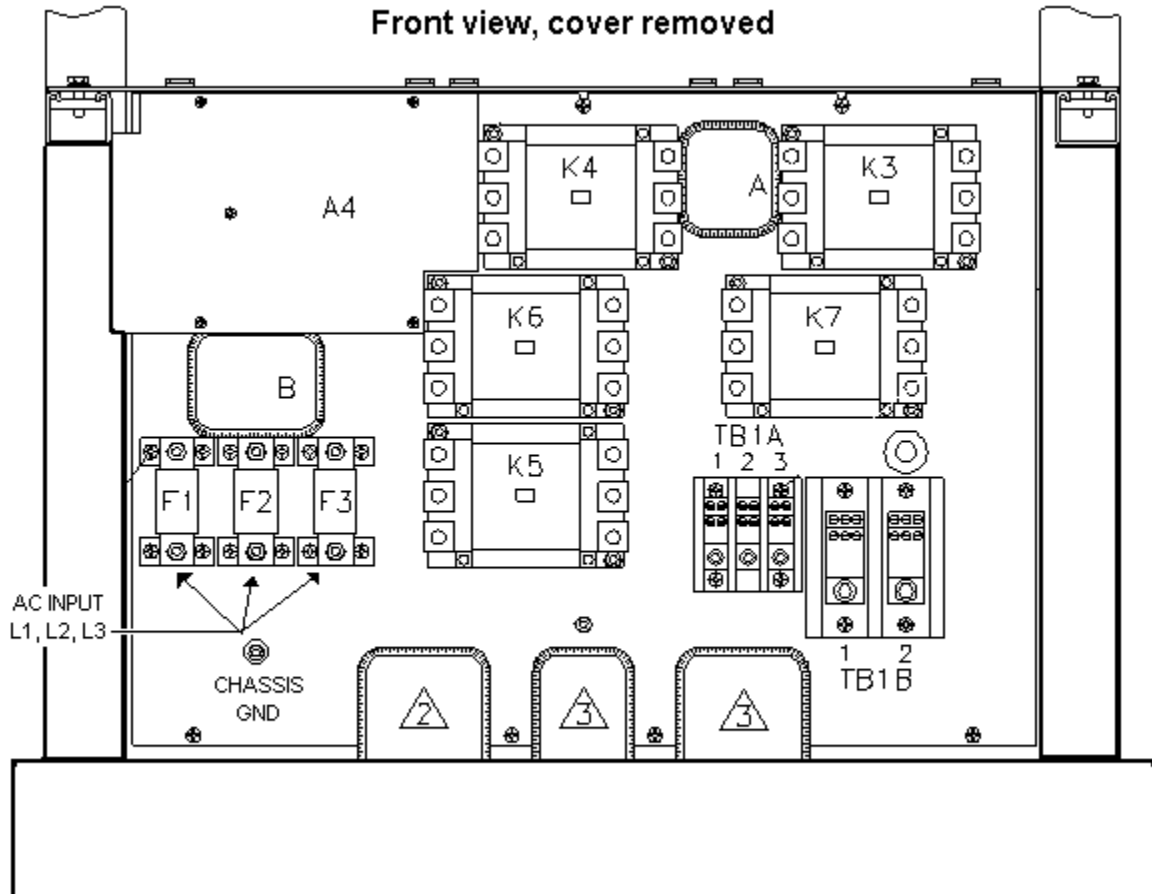 Front view, cover removed
K4
A
K3
A4
K6
K7
B
TB1A
1 2 3
K5
F1 F2 F3
AC INPUT
L1, L2, L3
1 2
TB1B
CHASSIS
GND
2
3
3